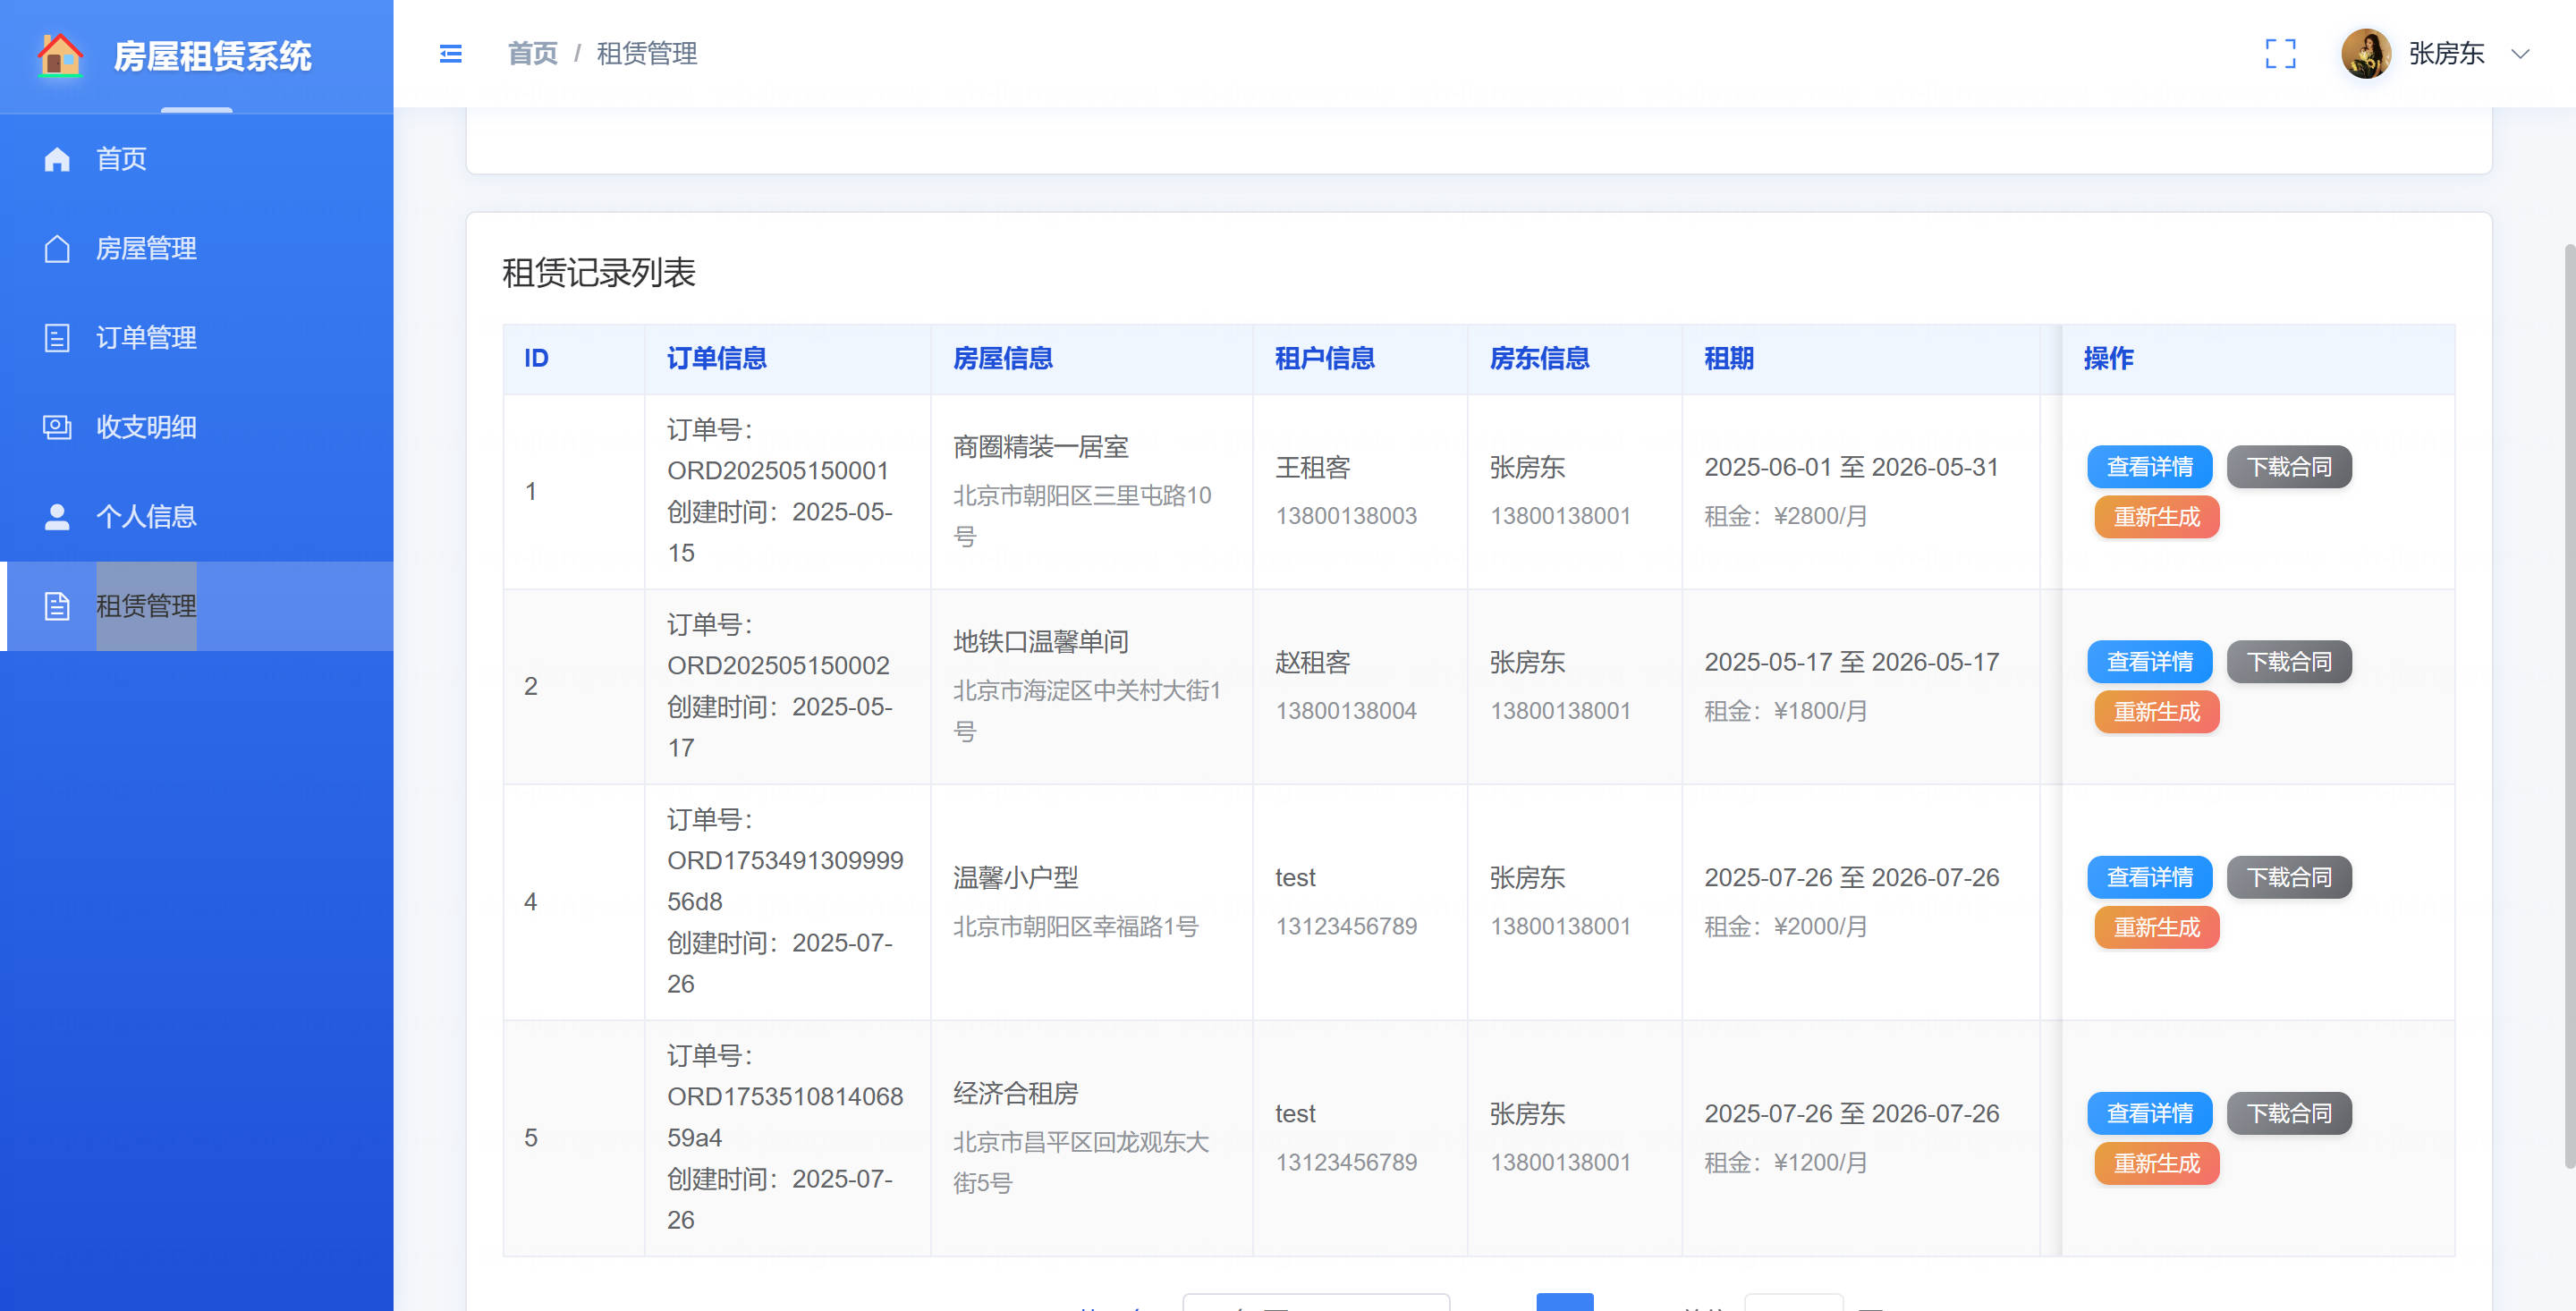 房屋租赁系统
首页 / 租赁管理
张房东
首页
房屋管理
订单管理
收支明细
个人信息
租赁管理
租赁记录列表
ID 订单信息 房屋信息 租户信息 房东信息 租期 操作
1
订单号：
ORD202505150001
创建时间：2025-05-
15
商圈精装一居室
北京市朝阳区三里屯路10
号
王租客
13800138003
张房东
13800138001
2025-06-01 至 2026-05-31
租金：¥2800/月
查看详情 下载合同
重新生成
2
订单号：
ORD202505150002
创建时间：2025-05-
17
地铁口温馨单间
北京市海淀区中关村大街1
号
赵租客
13800138004
张房东
13800138001
2025-05-17 至 2026-05-17
租金：¥1800/月
查看详情 下载合同
重新生成
4
订单号：
ORD1753491309999
56d8
创建时间：2025-07-
26
温馨小户型
北京市朝阳区幸福路1号
test
13123456789
张房东
13800138001
2025-07-26 至 2026-07-26
租金：¥2000/月
查看详情 下载合同
重新生成
5
订单号：
ORD1753510814068
59a4
创建时间：2025-07-
26
经济合租房
北京市昌平区回龙观东大
街5号
test
13123456789
张房东
13800138001
2025-07-26 至 2026-07-26
租金：¥1200/月
查看详情 下载合同
重新生成